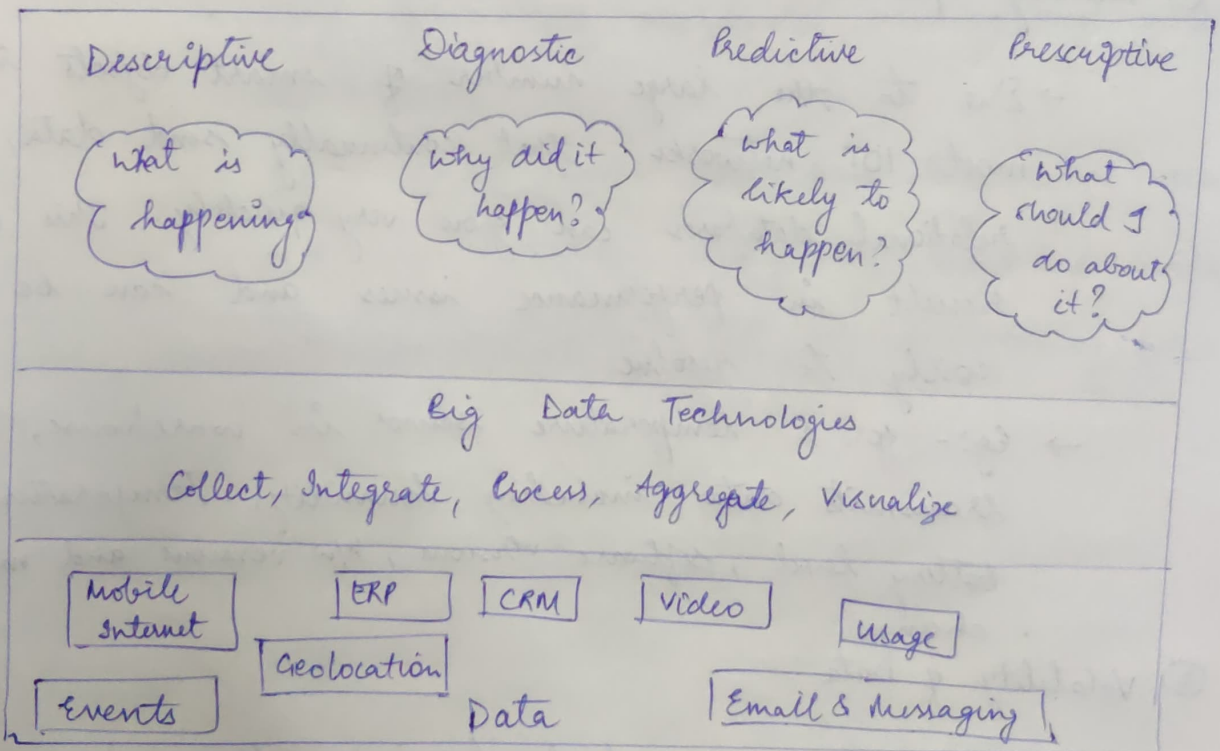 Descriptive Diagnostic Predictive Prescriptive
what is
happening
why did it
happen?
what is
likely to
happen?
what
should I
do about
it?
Big Data Technologies
Collect, Integrate, Process, Aggregate, Visualize
Mobile
Internet
ERP
CRM
Video
Usage
Geolocation
Events
Data
Email & Messaging